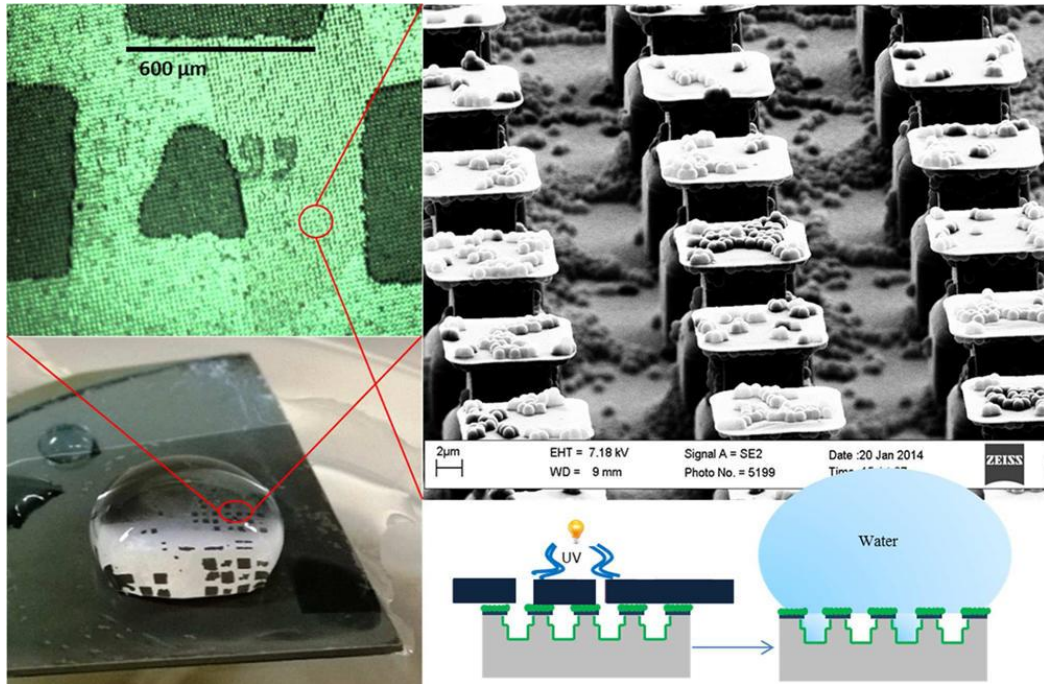 600 µm
2µm
EHT = 7.18 kV
WD = 9 mm
Signal A = SE2
Photo No. = 5199
Date :20 Jan 2014
ZEISS
UV
Water